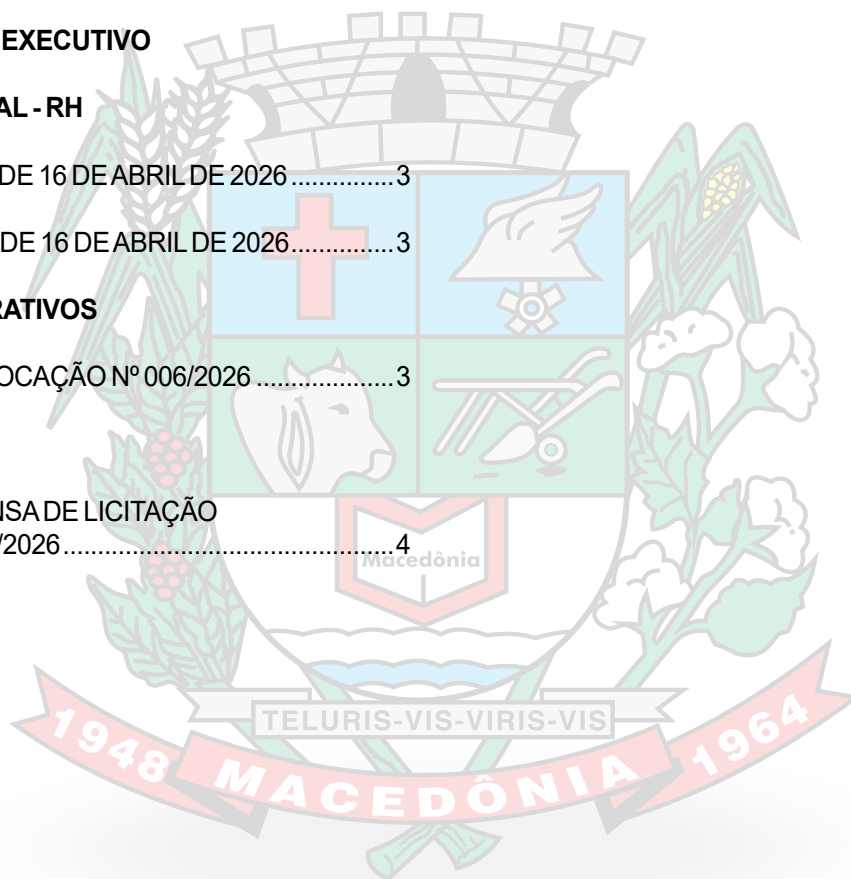 EXECUTIVO
AL - RH
DE 16 DE ABRIL DE 2026 ...............3
DE 16 DE ABRIL DE 2026...............3
RATIVOS
OCAÇÃO Nº 006/2026 ....................3
NSA DE LICITAÇÃO
/2026.............................................4
Macedônia
TELURIS-VIS-VIRIS-VIS
1948 MACEDÔNIA 1964